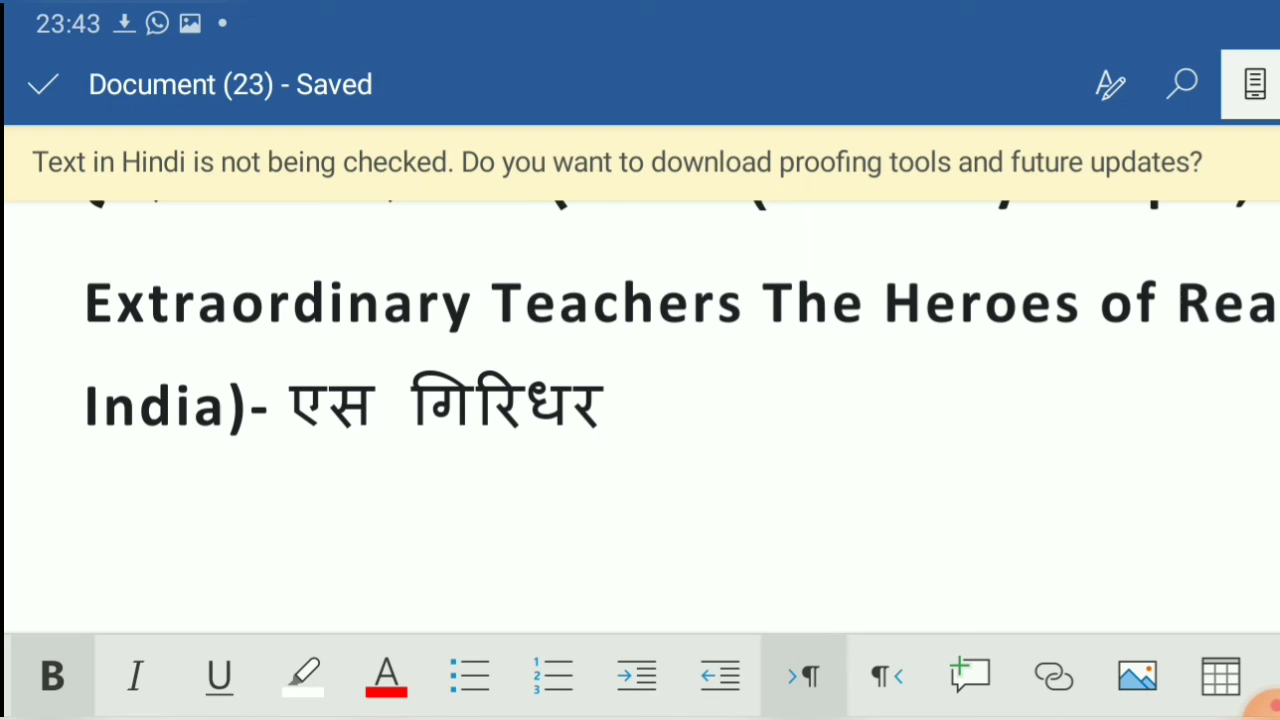 23:43
Document (23) - Saved
Text in Hindi is not being checked. Do you want to download proofing tools and future updates?
Extraordinary Teachers The Heroes of Rea
India)- एस गिरिधर
B I U A